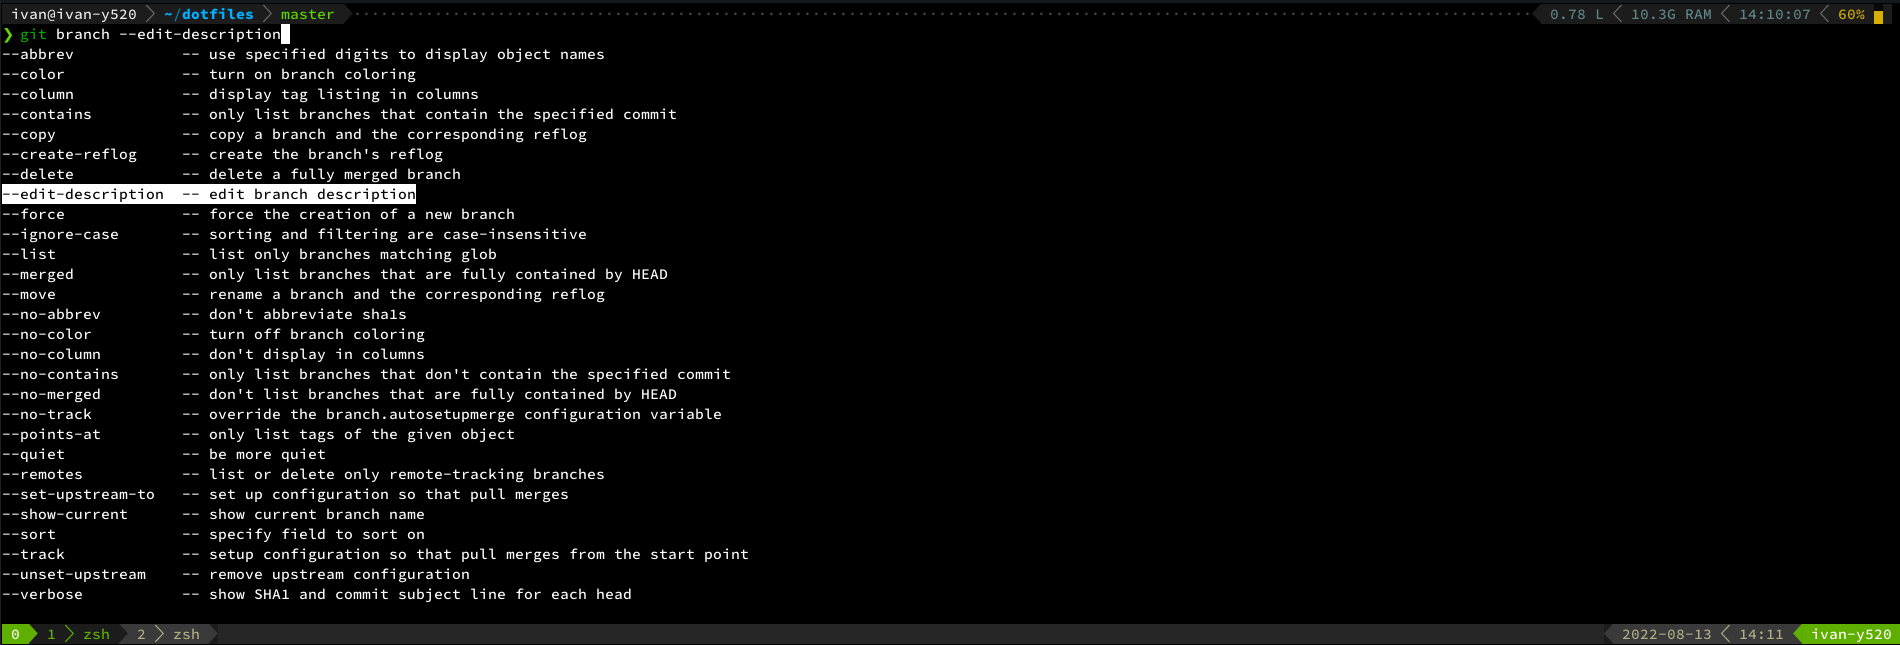 ivan@ivan-y520 ~/dotfiles master 0.78 L 10.3G RAM 14:10:07 60%
❯ git branch --edit-description
--abbrev -- use specified digits to display object names
--color -- turn on branch coloring
--column -- display tag listing in columns
--contains -- only list branches that contain the specified commit
--copy -- copy a branch and the corresponding reflog
--create-reflog -- create the branch's reflog
--delete -- delete a fully merged branch
--edit-description -- edit branch description
--force -- force the creation of a new branch
--ignore-case -- sorting and filtering are case-insensitive
--list -- list only branches matching glob
--merged -- only list branches that are fully contained by HEAD
--move -- rename a branch and the corresponding reflog
--no-abbrev -- don't abbreviate sha1s
--no-color -- turn off branch coloring
--no-column -- don't display in columns
--no-contains -- only list branches that don't contain the specified commit
--no-merged -- don't list branches that are fully contained by HEAD
--no-track -- override the branch.autosetupmerge configuration variable
--points-at -- only list tags of the given object
--quiet -- be more quiet
--remotes -- list or delete only remote-tracking branches
--set-upstream-to -- set up configuration so that pull merges
--show-current -- show current branch name
--sort -- specify field to sort on
--track -- setup configuration so that pull merges from the start point
--unset-upstream -- remove upstream configuration
--verbose -- show SHA1 and commit subject line for each head
0 1 zsh 2 zsh 2022-08-13 14:11 ivan-y520